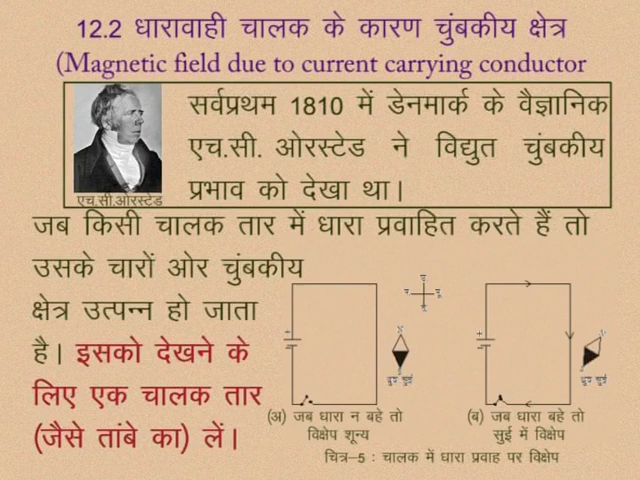 12.2 धारावाही चालक के कारण चुंबकीय क्षेत्र
(Magnetic field due to current carrying conductor
सर्वप्रथम 1810 में डेनमार्क के वैज्ञानिक
एच.सी. ओरस्टेड ने विद्युत चुंबकीय
प्रभाव को देखा था।
एच.सी.ओरस्टेड
जब किसी चालक तार में धारा प्रवाहित करते हैं तो
उसके चारों ओर चुंबकीय
क्षेत्र उत्पन्न हो जाता
है। इसको देखने के
लिए एक चालक तार
(जैसे तांबे का) लें।
(अ) जब धारा न बहे तो
विक्षेप शून्य
(ब) जब धारा बहे तो
सुई में विक्षेप
चित्र–5 : चालक में धारा प्रवाह पर विक्षेप